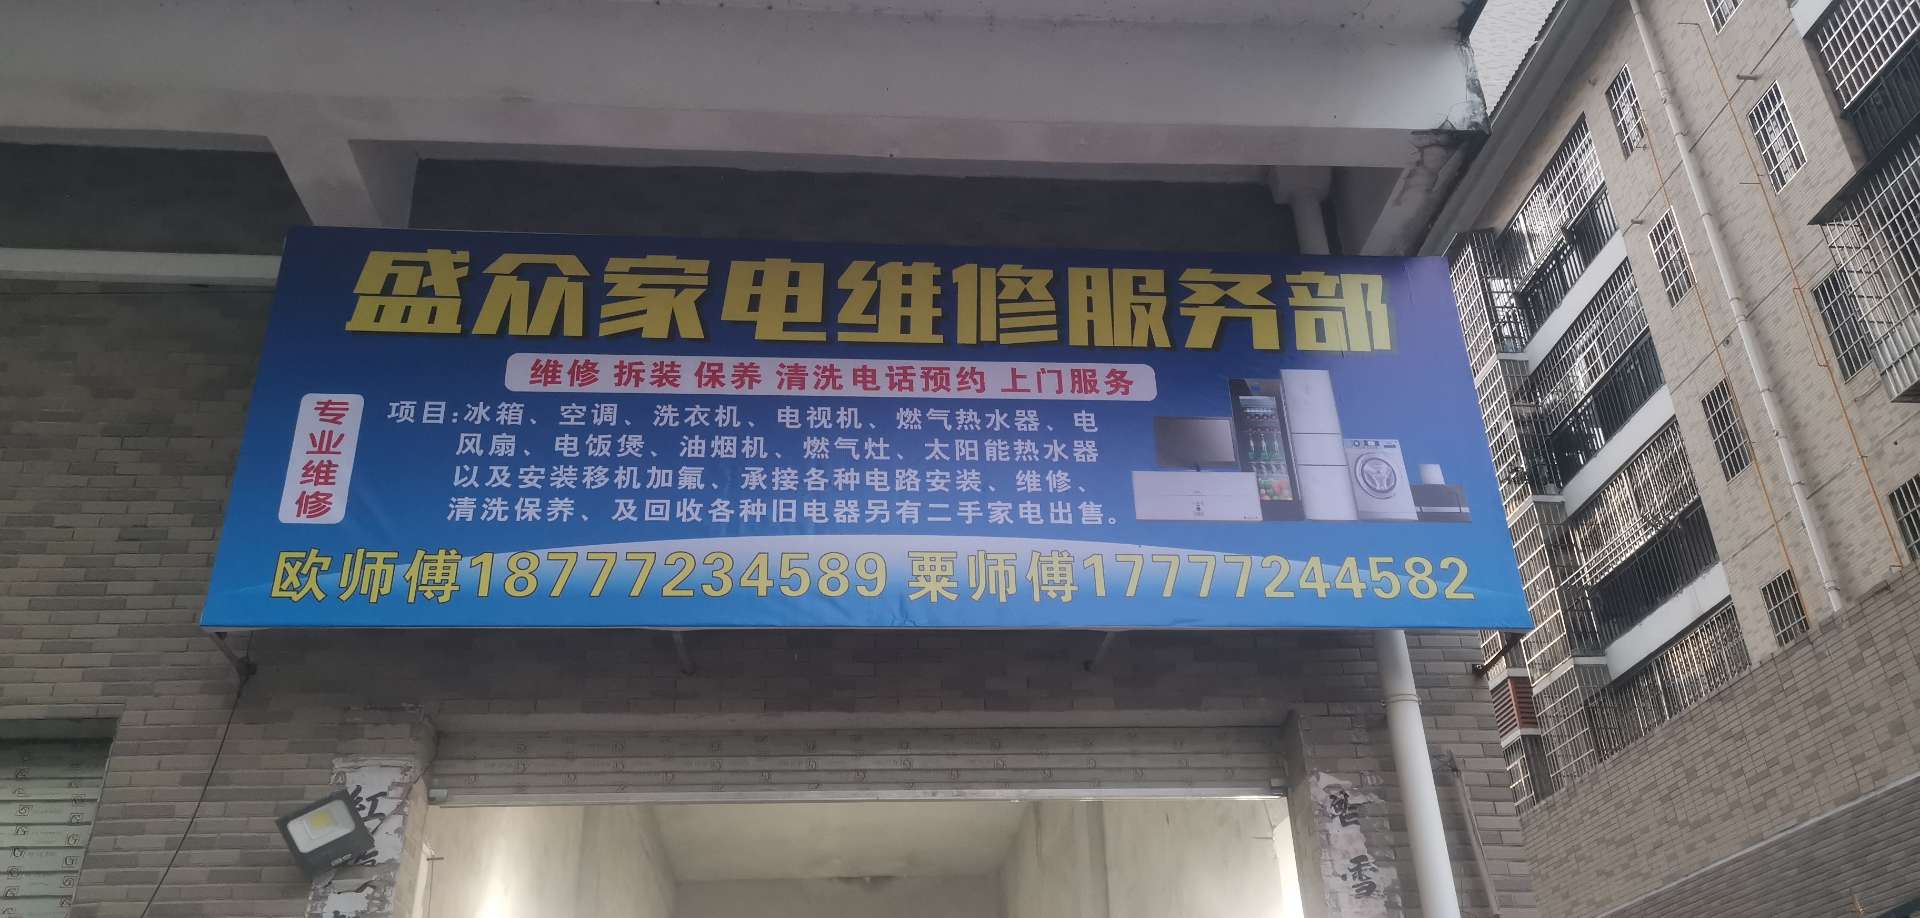 盛众家电维修服务部
维修 拆装 保养 清洗电话预约 上门服务
专业维修
项目:冰箱、空调、洗衣机、电视机、燃气热水器、电
风扇、电饭煲、油烟机、燃气灶、太阳能热水器
以及安装移机加氟、承接各种电路安装、维修、
清洗保养、及回收各种旧电器另有二手家电出售。
欧师傅18777234589 粟师傅17777244582